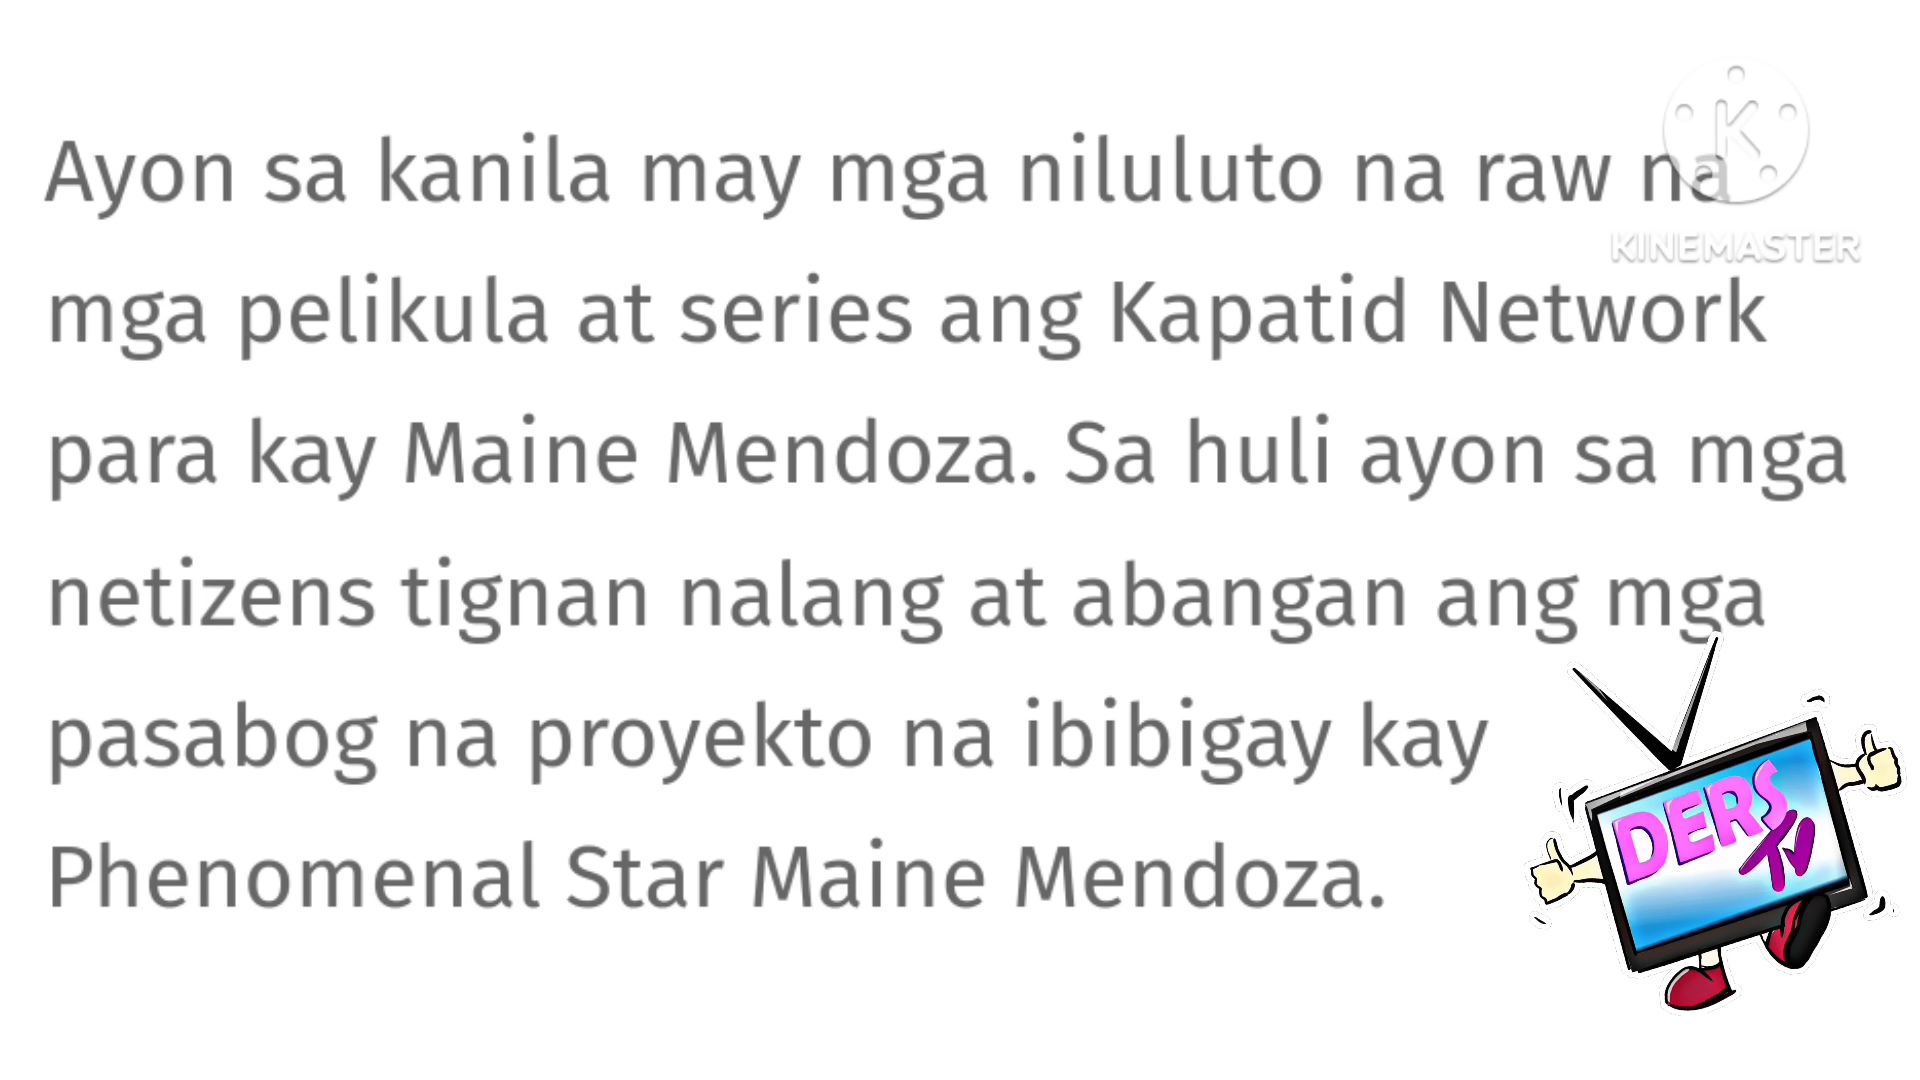 Ayon sa kanila may mga niluluto na raw na
K
KINEMASTER
mga pelikula at series ang Kapatid Network
para kay Maine Mendoza. Sa huli ayon sa mga
netizens tignan nalang at abangan ang mga
pasabog na proyekto na ibibigay kay
Phenomenal Star Maine Mendoza.
DERS
TV